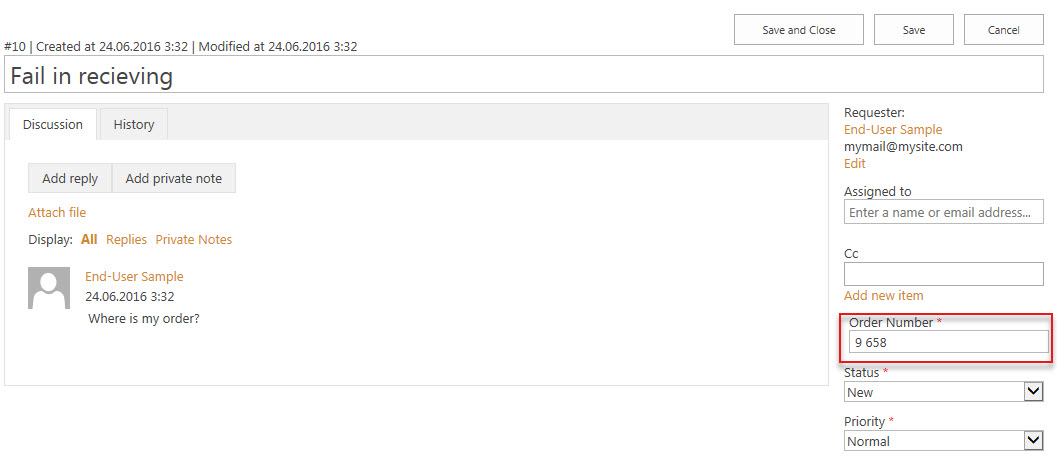 Save and Close
Save
Cancel
#10 | Created at 24.06.2016 3:32 | Modified at 24.06.2016 3:32
Fail in recieving
Discussion
History
Add reply
Add private note
Attach file
Display: All Replies Private Notes
End-User Sample
24.06.2016 3:32
Where is my order?
Requester:
End-User Sample
mymail@mysite.com
Edit
Assigned to
Enter a name or email address...
Cc
Add new item
Order Number *
9 658
Status *
New
Priority *
Normal